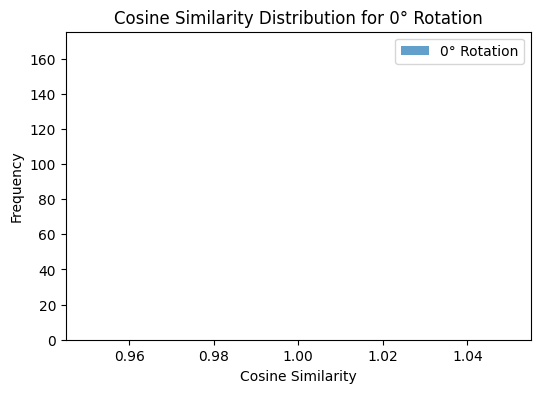 Cosine Similarity Distribution for 0° Rotation
0° Rotation
160
140
120
100
80
60
40
20
0
Frequency
0.96 0.98 1.00 1.02 1.04
Cosine Similarity